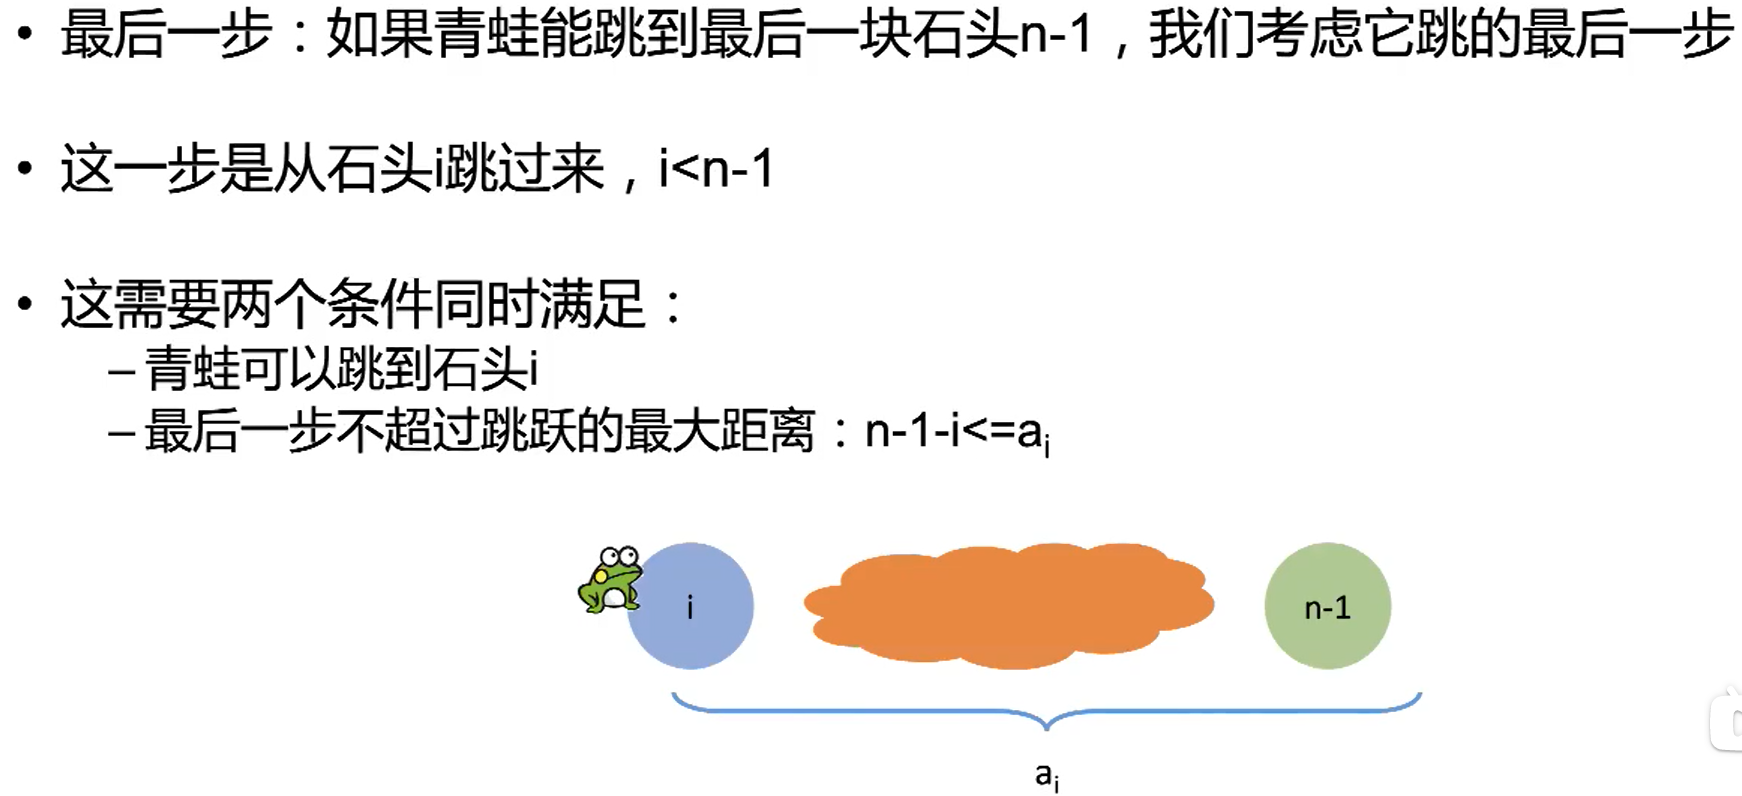 • 最后一步：如果青蛙能跳到最后一块石头n-1，我们考虑它跳的最后一步
• 这一步是从石头i跳过来，i<n-1
• 这需要两个条件同时满足：
– 青蛙可以跳到石头i
– 最后一步不超过跳跃的最大距离：n-1-i<=aᵢ
i
n-1
aᵢ